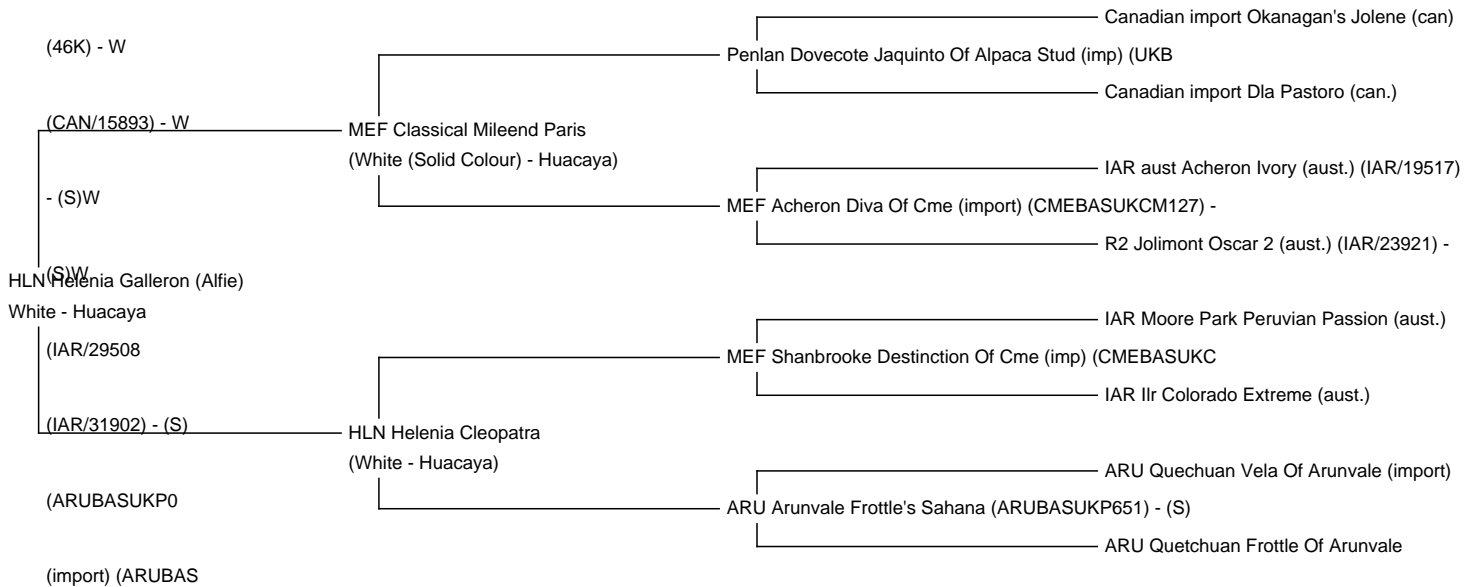 Canadian import Okanagan's Jolene (can)
(46K) - W
Penlan Dovecote Jaquinto Of Alpaca Stud (imp) (UKB
Canadian import Dla Pastoro (can.)
(CAN/15893) - W
MEF Classical Mileend Paris
(White (Solid Colour) - Huacaya)
IAR aust Acheron Ivory (aust.) (IAR/19517)
- (S)W
MEF Acheron Diva Of Cme (import) (CMEBASUKCM127) -
R2 Jolimont Oscar 2 (aust.) (IAR/23921) -
(S)W
HLN Helenia Galleron (Alfie)
White - Huacaya
IAR Moore Park Peruvian Passion (aust.)
(IAR/29508
MEF Shanbrooke Destinction Of Cme (imp) (CMEBASUKC
IAR Ilr Colorado Extreme (aust.)
(IAR/31902) - (S)
HLN Helenia Cleopatra
(White - Huacaya)
ARU Quechuan Vela Of Arunvale (import)
(ARUBASUKP0
ARU Arunvale Frottle's Sahana (ARUBASUKP651) - (S)
ARU Quetchuan Frottle Of Arunvale
(import) (ARUBAS